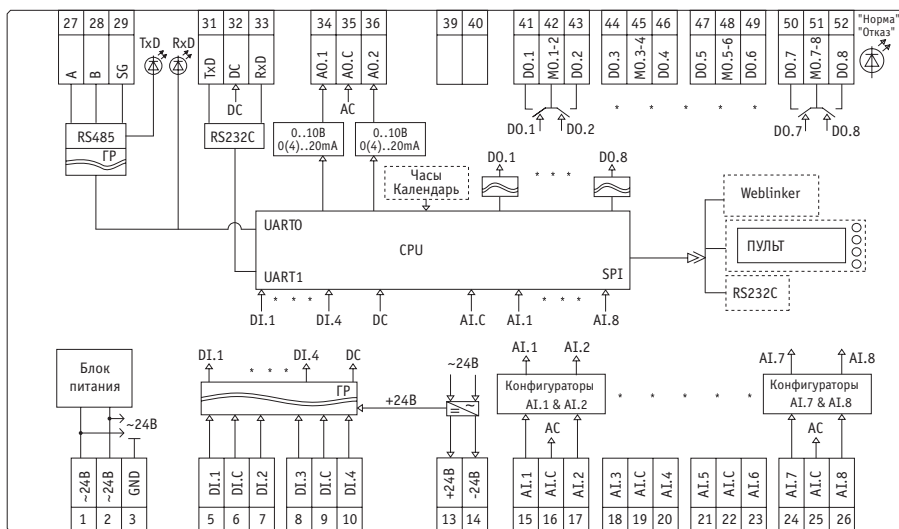 27 28 29 31 32 33 34 35 36 39 40 41 42 43 44 45 46 47 48 49 50 51 52 "Норма"
"Отказ"
TxD RxD
A B SG TxD DC RxD AO.1 AO.C AO.2 DO.1 MO.1-2 DO.2 DO.3 MO.3-4 DO.4 DO.5 MO.5-6 DO.6 DO.7 MO.7-8 DO.8
DC AC * * * *
RS485 RS232C 0..10В 0..10В DO.1 DO.2 DO.7 DO.8
0(4)..20mA 0(4)..20mA
ГР
Часы
Календарь
DO.1 * * * DO.8
Weblinker
UART0
CPU
ПУЛЬТ
UART1 SPI
RS232C
* * * * * *
DI.1 DI.4 DC AI.C AI.1 AI.8
Блок
питания
DI.1 * * * DI.4 DC ~24В AI.1 AI.2 AI.7 AI.8
ГР +24В = ~
Конфигураторы
AI.1 & AI.2
* * * *
Конфигураторы
AI.7 & AI.8
~24В
AC AC
~24В ~24В GND DI.1 DI.C DI.2 DI.3 DI.C DI.4 +24В -24В AI.1 AI.C AI.2 AI.3 AI.C AI.4 AI.5 AI.C AI.6 AI.7 AI.C AI.8
1 2 3 5 6 7 8 9 10 13 14 15 16 17 18 19 20 21 22 23 24 25 26